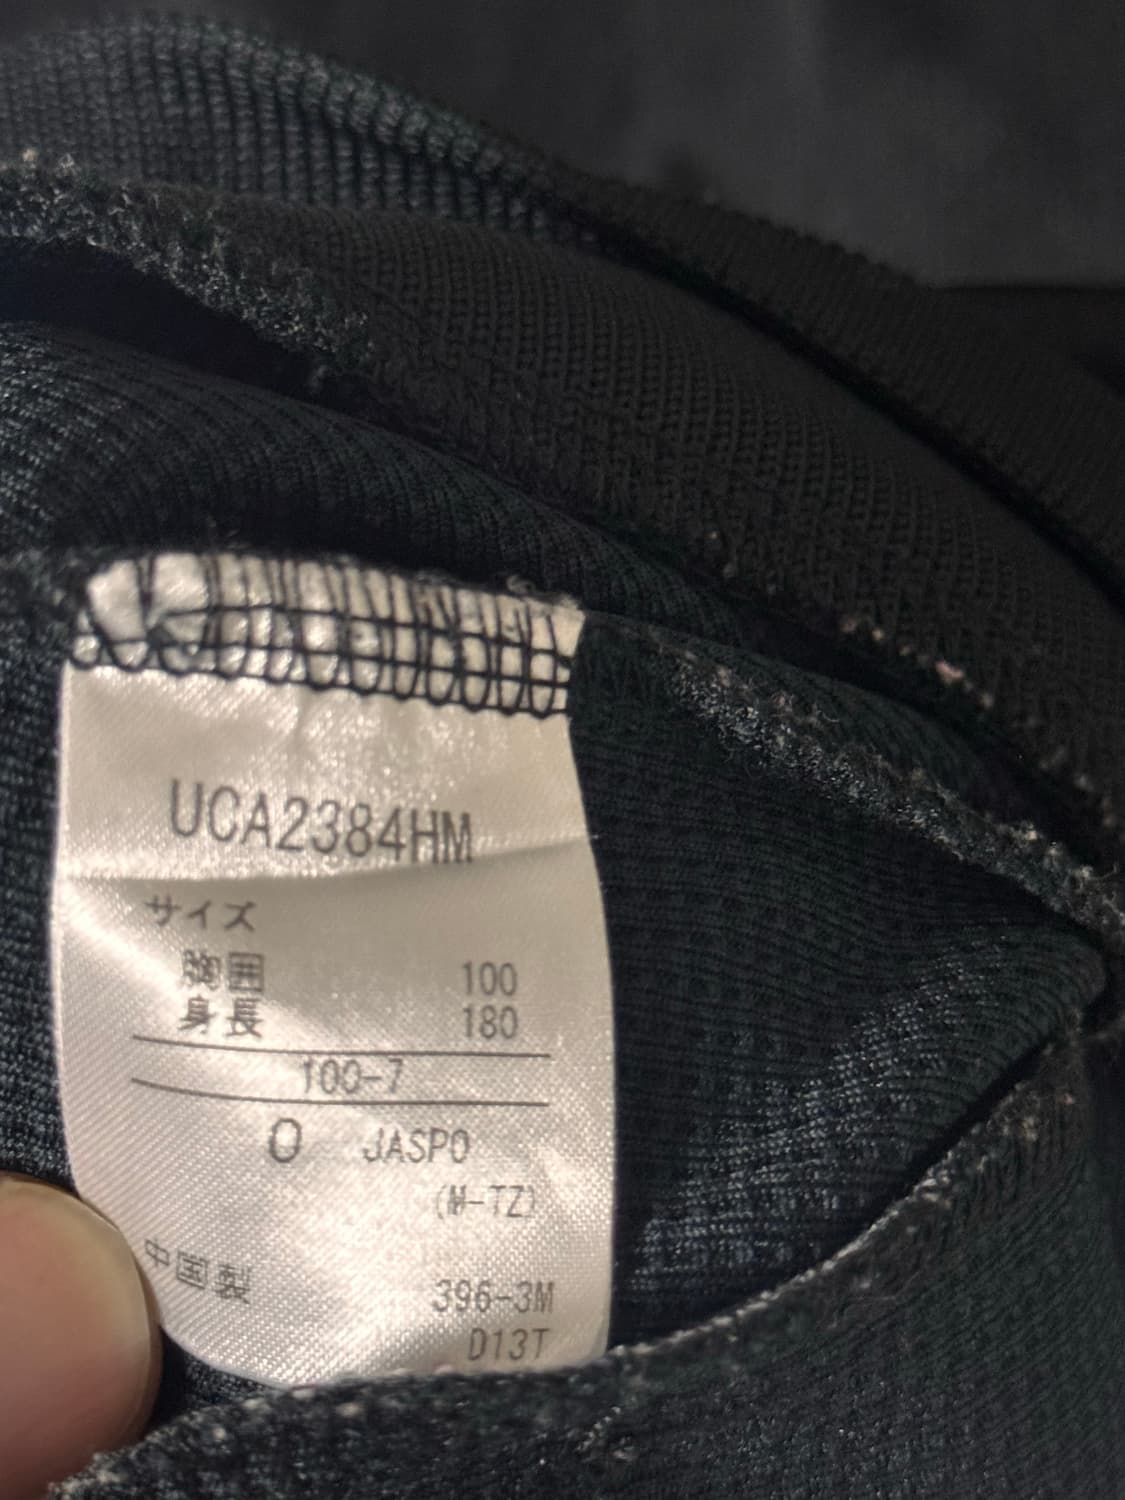 UCA2384HM
サイズ
胸囲 100
身長 180
100-7
O JASPO
(M-TZ)
中国製
396-3M
D13T